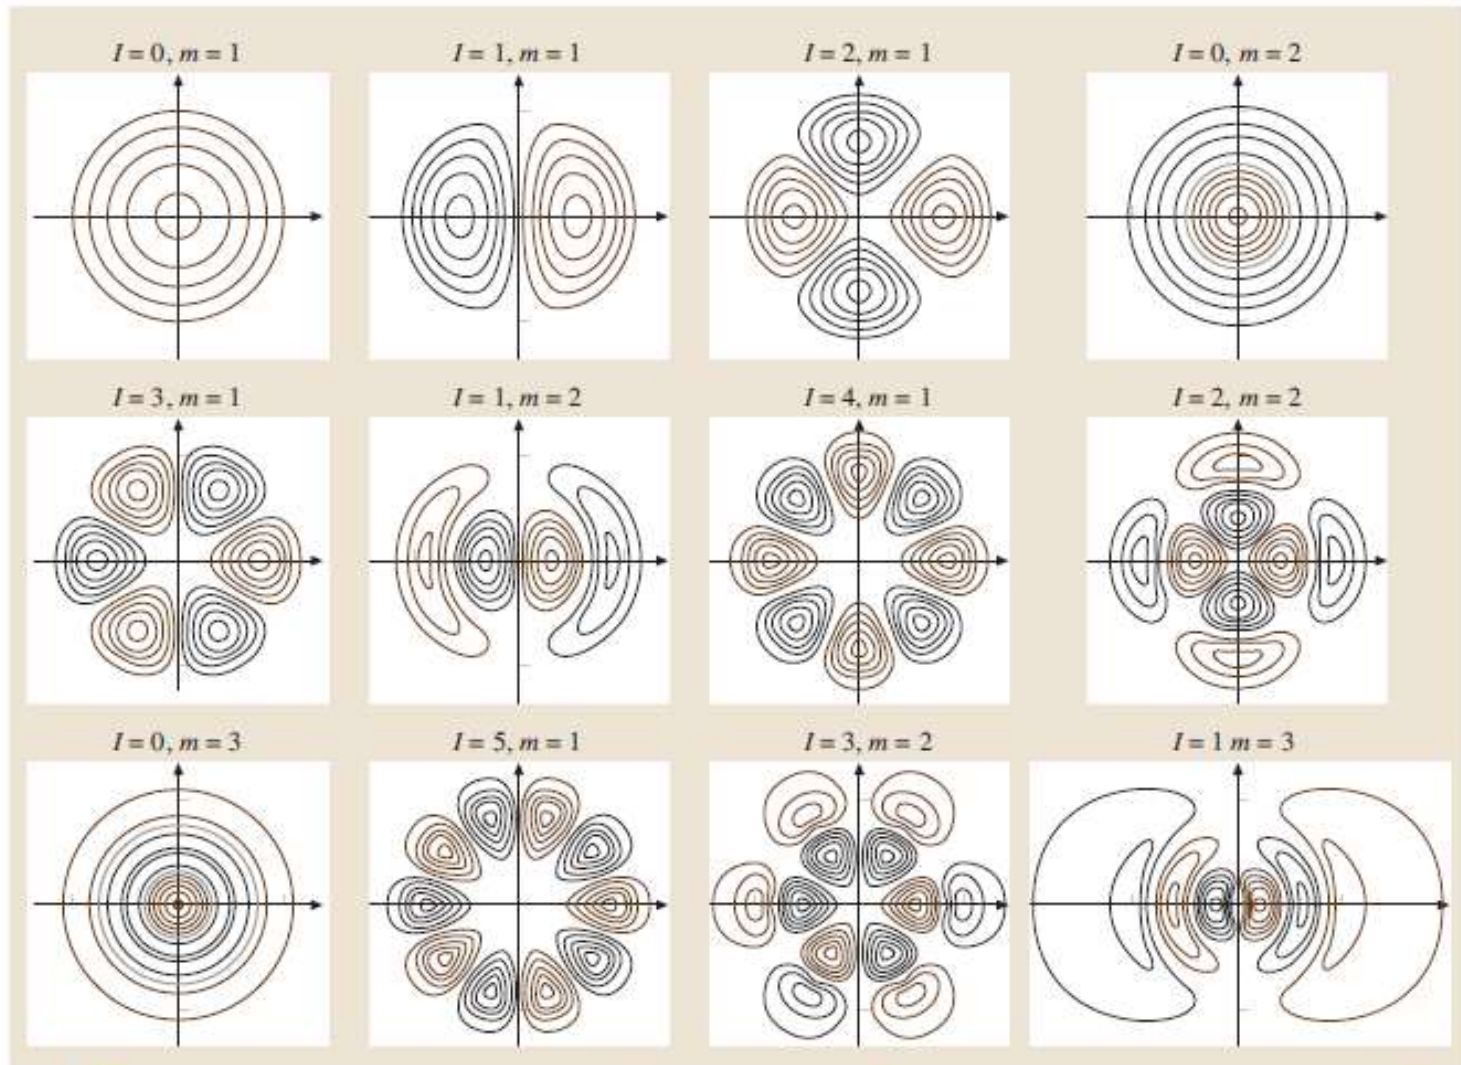 l = 0, m = 1
l = 1, m = 1
l = 2, m = 1
l = 0, m = 2
l = 3, m = 1
l = 1, m = 2
l = 4, m = 1
l = 2, m = 2
l = 0, m = 3
l = 5, m = 1
l = 3, m = 2
l = 1 m = 3